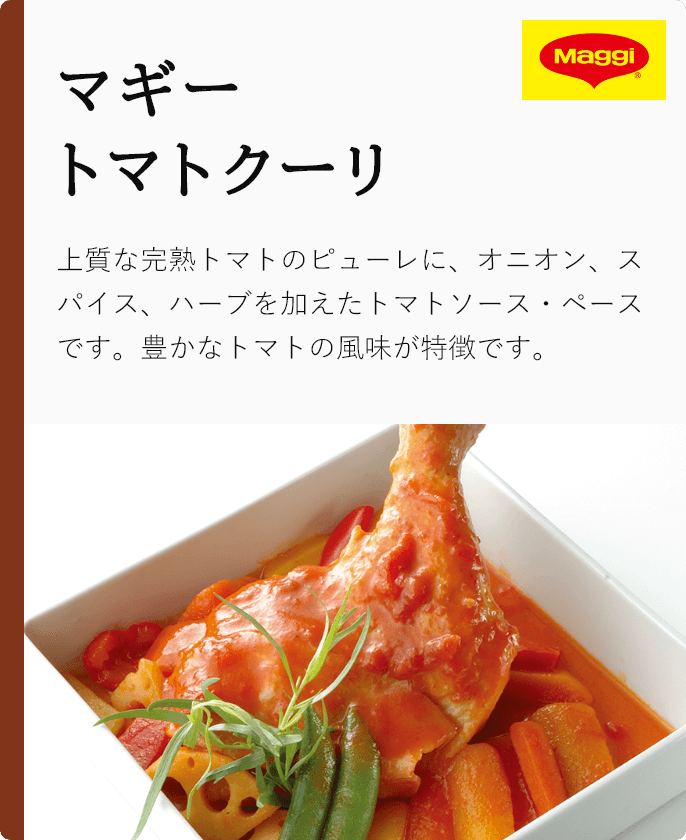 Maggi®
マギー
トマトクーリ
上質な完熟トマトのピューレに、オニオン、ス
パイス、ハーブを加えたトマトソース・ベース
です。豊かなトマトの風味が特徴です。